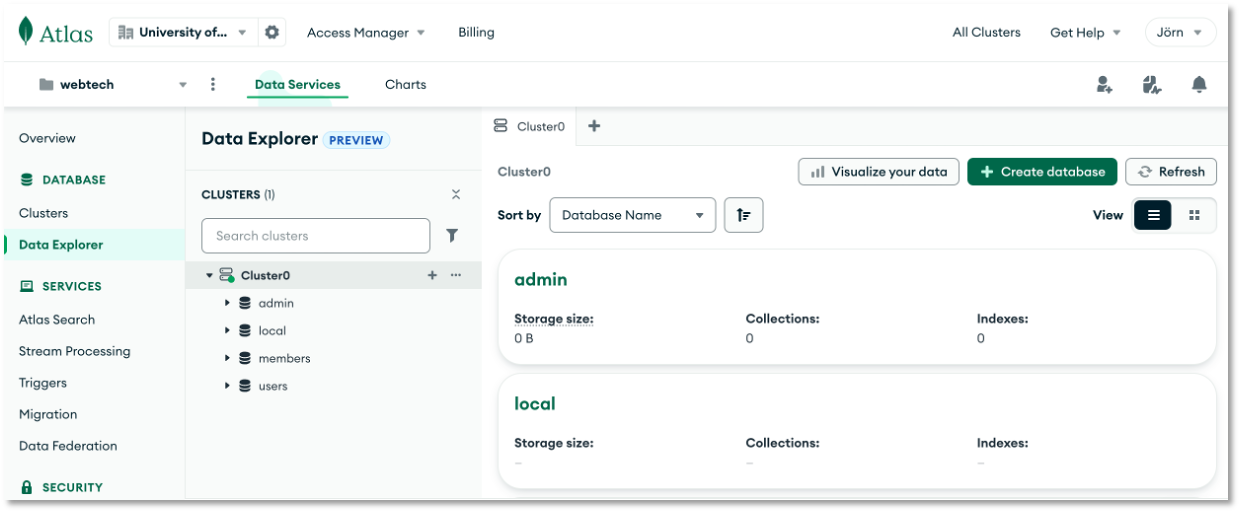 Atlas
University of...
Access Manager
Billing
All Clusters
Get Help
Jörn
webtech
Data Services
Charts
Overview
DATABASE
Clusters
Data Explorer
SERVICES
Atlas Search
Stream Processing
Triggers
Migration
Data Federation
SECURITY
Data Explorer PREVIEW
CLUSTERS (1)
Search clusters
Cluster0
admin
local
members
users
Cluster0
Cluster0
Visualize your data
Create database
Refresh
Sort by
Database Name
View
admin
Storage size: Collections: Indexes:
0 B 0 0
local
Storage size: Collections: Indexes:
– – –